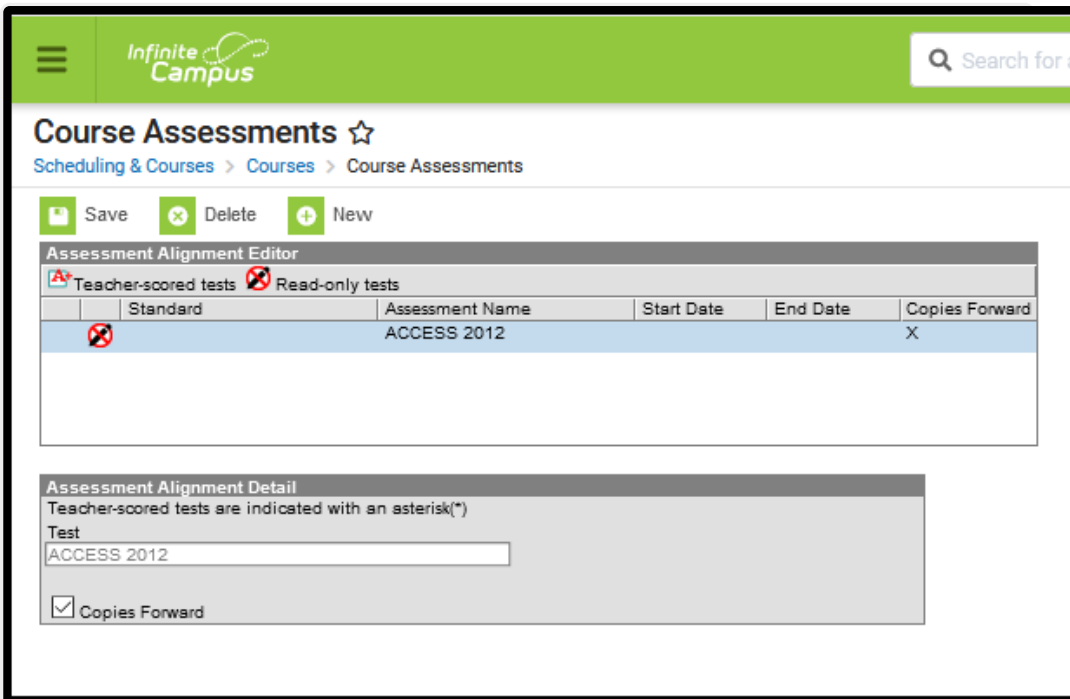 Infinite
Campus
Search for a
Course Assessments
Scheduling & Courses > Courses > Course Assessments
Save Delete New
Assessment Alignment Editor
A+ Teacher-scored tests Read-only tests
Standard Assessment Name Start Date End Date Copies Forward
ACCESS 2012 X
Assessment Alignment Detail
Teacher-scored tests are indicated with an asterisk(*)
Test
ACCESS 2012
Copies Forward